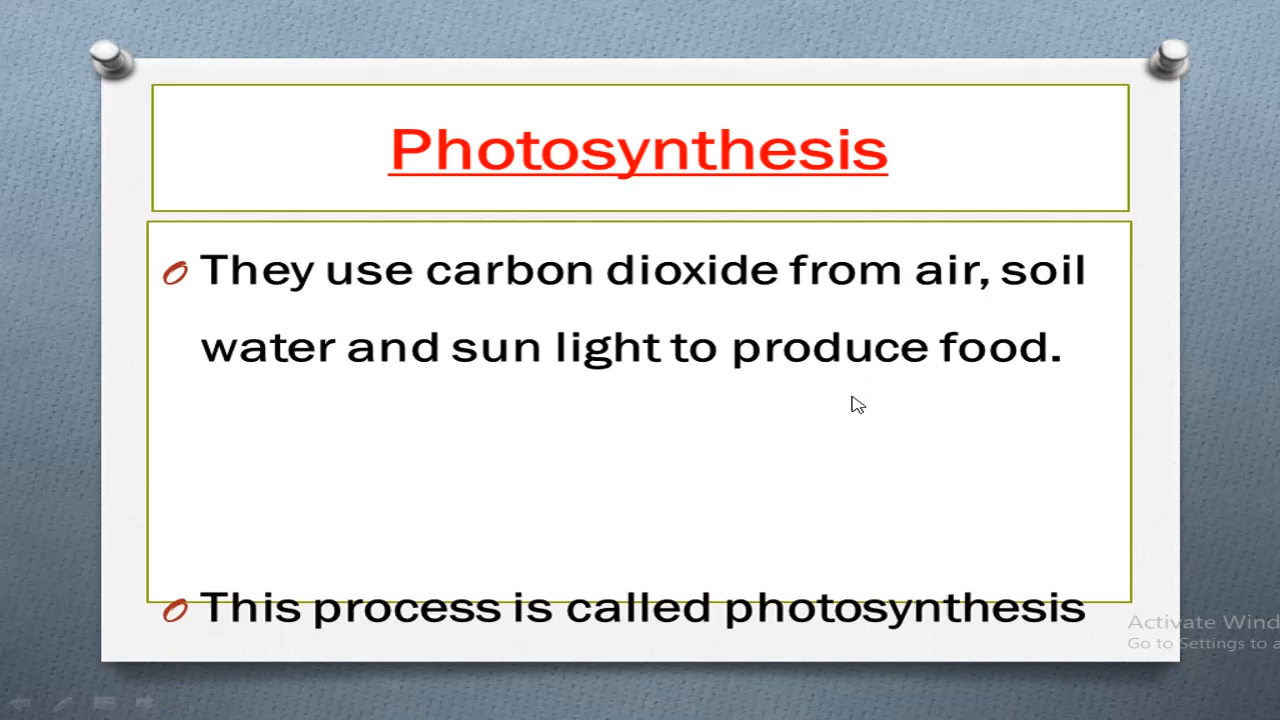 Photosynthesis
They use carbon dioxide from air, soil
water and sun light to produce food.
This process is called photosynthesis
Activate Wind
Go to Settings to a